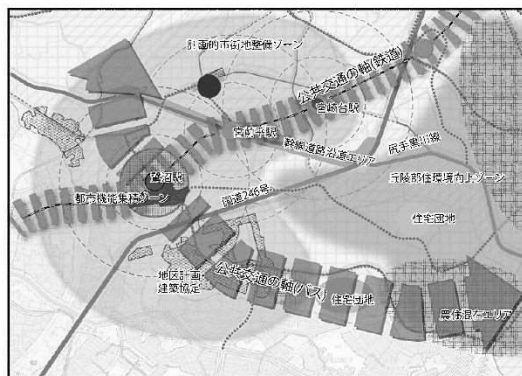 計画的市街地整備ゾーン
公共交通の軸(鉄道)
宮崎台駅
宮前平駅
幹線道路沿道エリア
尻手黒川線
鷺沼駅
丘陵部住環境向上ゾーン
都市機能集積ゾーン
国道246号
住宅団地
地区計画・
建築協定
公共交通の軸(バス)
住宅団地
農住混在エリア